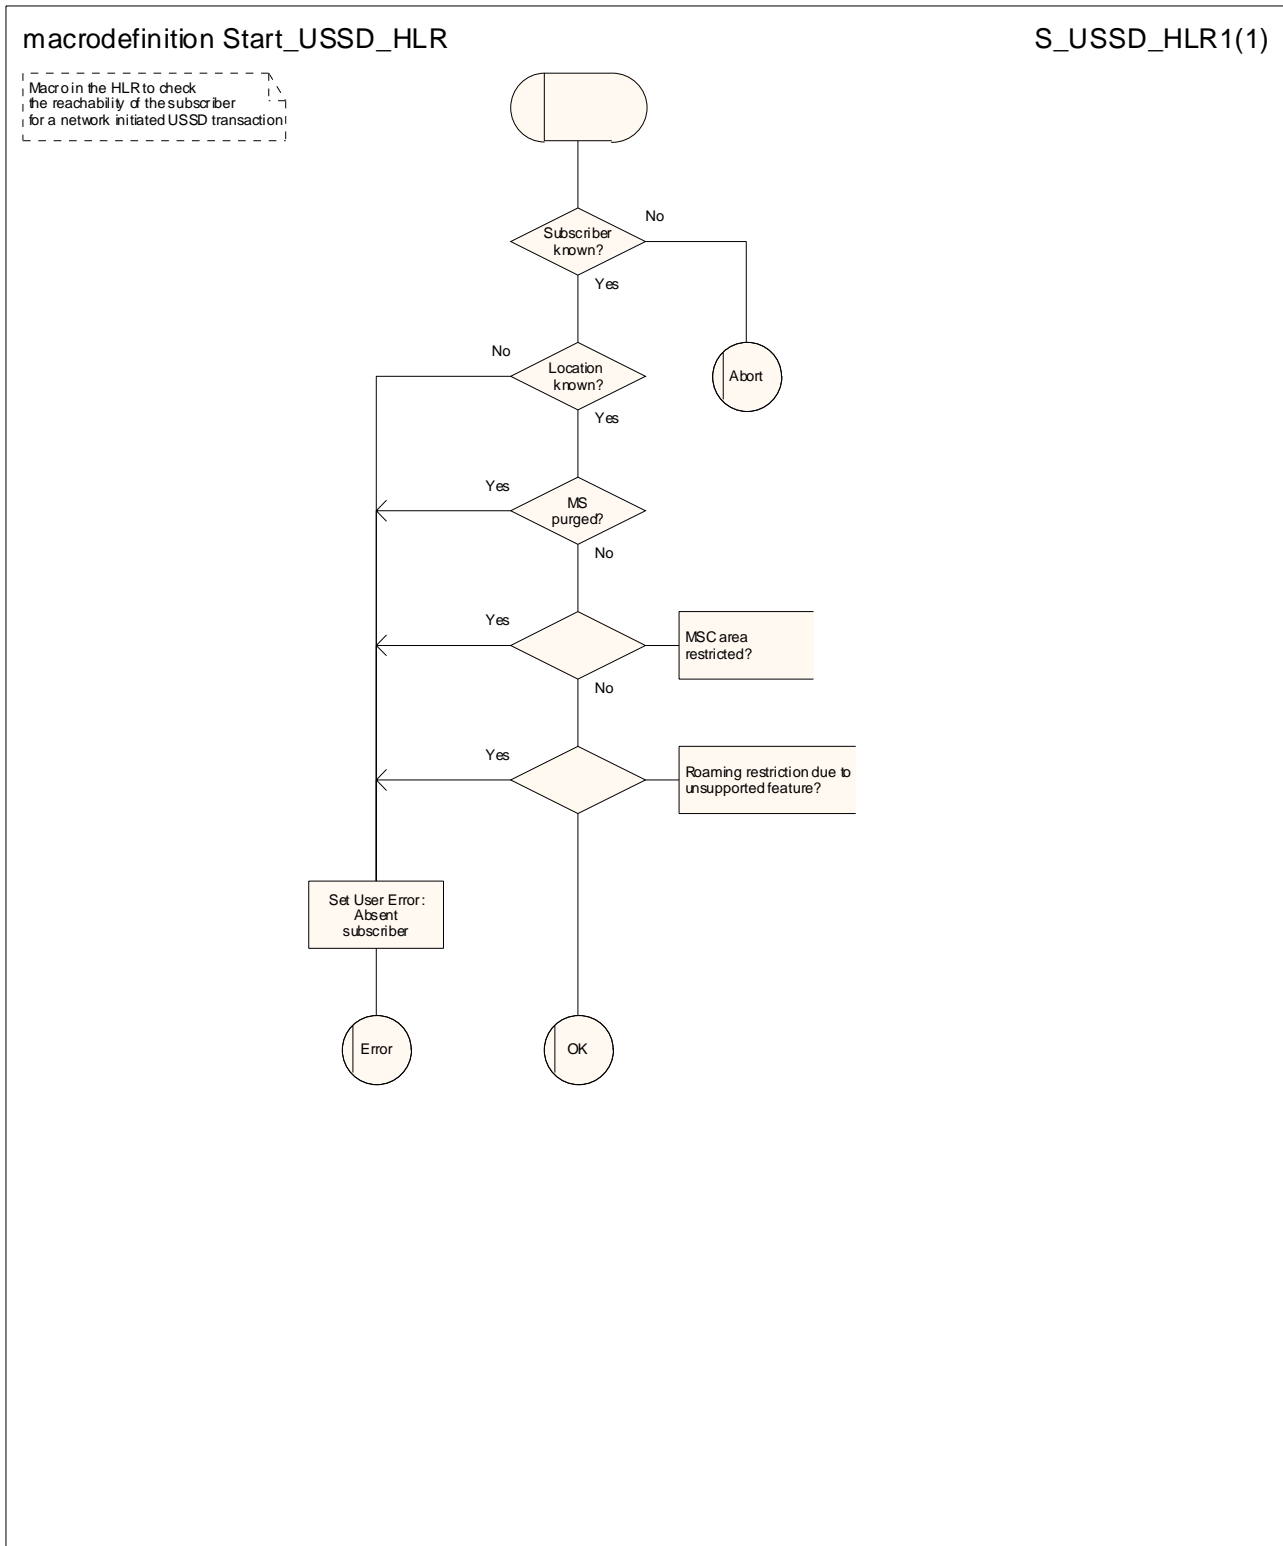 macrodefinition Start_USSD_HLR
S_USSD_HLR1(1)
Macro in the HLR to check
the reachability of the subscriber
for a network initiated USSD transaction
No
Subscriber
known?
Yes
No
Location
known?
Abort
Yes
Yes
MS
purged?
No
Yes
MSC area
restricted?
No
Yes
Roaming restriction due to
unsupported feature?
Set User Error:
Absent
subscriber
Error
OK